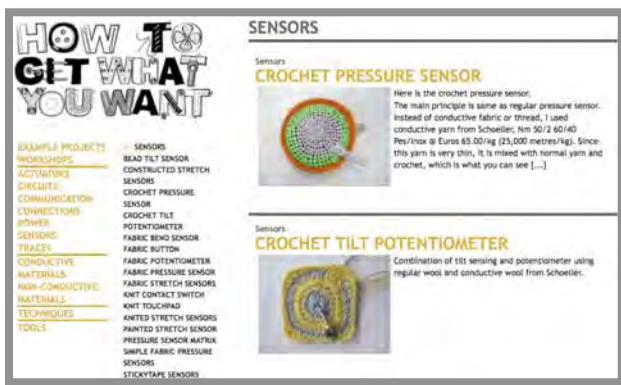 HOW TO
GET WHAT
YOU WANT
EXAMPLE PROJECTS
WORKSHOPS
ACTUATORS
CIRCUITS
COMMUNICATION
CONNECTIONS
POWER
SENSORS
TRACES
CONDUCTIVE
MATERIALS
NON-CONDUCTIVE
MATERIALS
TECHNIQUES
TOOLS
SENSORS
BEAD TILT SENSOR
CONSTRUCTED STRETCH
SENSORS
CROCHET PRESSURE
SENSOR
CROCHET TILT
POTENTIOMETER
FABRIC BEND SENSOR
FABRIC BUTTON
FABRIC POTENTIOMETER
FABRIC PRESSURE SENSOR
FABRIC STRETCH SENSORS
KNIT CONTACT SWITCH
KNIT TOUCHPAD
KNITED STRETCH SENSORS
PAINTED STRETCH SENSOR
PRESSURE SENSOR MATRIX
SIMPLE FABRIC PRESSURE
SENSORS
STICKYTAPE SENSORS
SENSORS
Sensors
CROCHET PRESSURE SENSOR
Here is the crochet pressure sensor.
The main principle is same as regular pressure sensor.
Instead of conductive fabric or thread, I used
conductive yarn from Schoeller, Nm 50/2 60/40
Pes/Inox @ Euros 65.00/kg (25,000 metres/kg). Since
this yarn is very thin, it is mixed with normal yarn and
crochet, which is what you can see [...]
Sensors
CROCHET TILT POTENTIOMETER
Combination of tilt sensing and potentiometer using
regular wool and conductive wool from Schoeller.